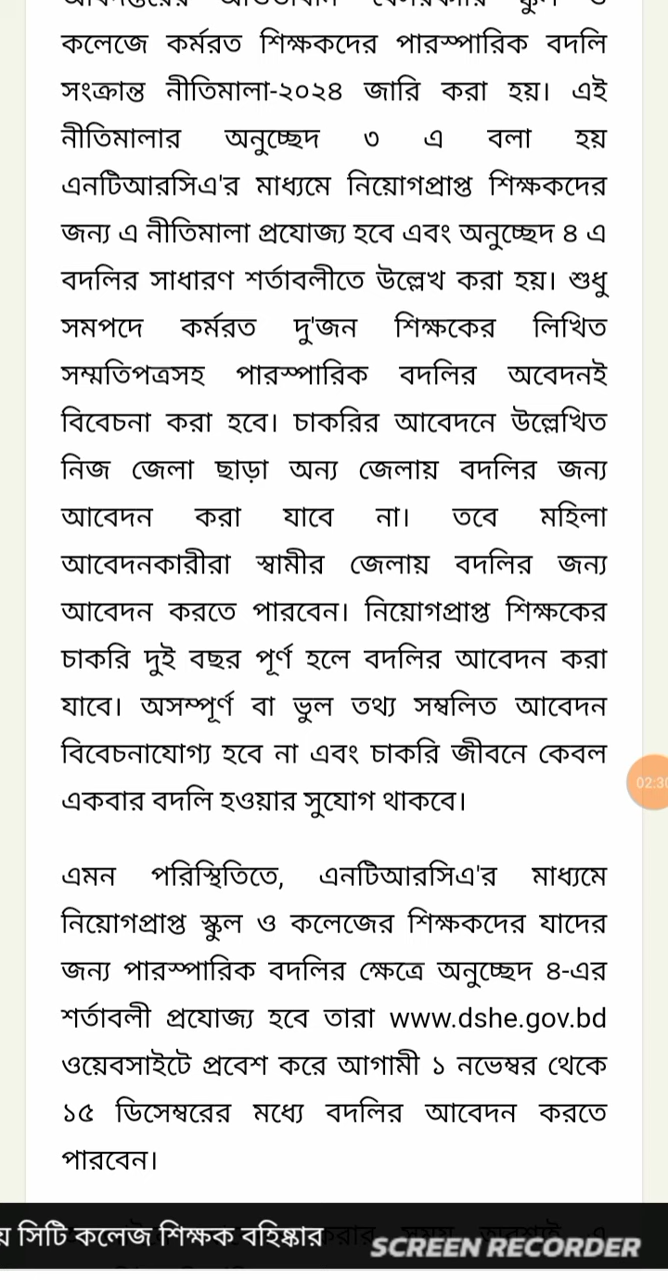 কলেজে কর্মরত শিক্ষকদের পারস্পারিক বদলি
সংক্রান্ত নীতিমালা-২০২৪ জারি করা হয়। এই
নীতিমালার অনুচ্ছেদ ৩ এ বলা হয়
এনটিআরসিএ'র মাধ্যমে নিয়োগপ্রাপ্ত শিক্ষকদের
জন্য এ নীতিমালা প্রযোজ্য হবে এবং অনুচ্ছেদ ৪ এ
বদলির সাধারণ শর্তাবলীতে উল্লেখ করা হয়। শুধু
সমপদে কর্মরত দু'জন শিক্ষকের লিখিত
সম্মতিপত্রসহ পারস্পারিক বদলির অবেদনই
বিবেচনা করা হবে। চাকরির আবেদনে উল্লেখিত
নিজ জেলা ছাড়া অন্য জেলায় বদলির জন্য
আবেদন করা যাবে না। তবে মহিলা
আবেদনকারীরা স্বামীর জেলায় বদলির জন্য
আবেদন করতে পারবেন। নিয়োগপ্রাপ্ত শিক্ষকের
চাকরি দুই বছর পূর্ণ হলে বদলির আবেদন করা
যাবে। অসম্পূর্ণ বা ভুল তথ্য সম্বলিত আবেদন
বিবেচনাযোগ্য হবে না এবং চাকরি জীবনে কেবল
একবার বদলি হওয়ার সুযোগ থাকবে।
02:30
এমন পরিস্থিতিতে, এনটিআরসিএ'র মাধ্যমে
নিয়োগপ্রাপ্ত স্কুল ও কলেজের শিক্ষকদের যাদের
জন্য পারস্পারিক বদলির ক্ষেত্রে অনুচ্ছেদ ৪-এর
শর্তাবলী প্রযোজ্য হবে তারা www.dshe.gov.bd
ওয়েবসাইটে প্রবেশ করে আগামী ১ নভেম্বর থেকে
১৫ ডিসেম্বরের মধ্যে বদলির আবেদন করতে
পারবেন।
য় সিটি কলেজ শিক্ষক বহিষ্কার
SCREEN RECORDER